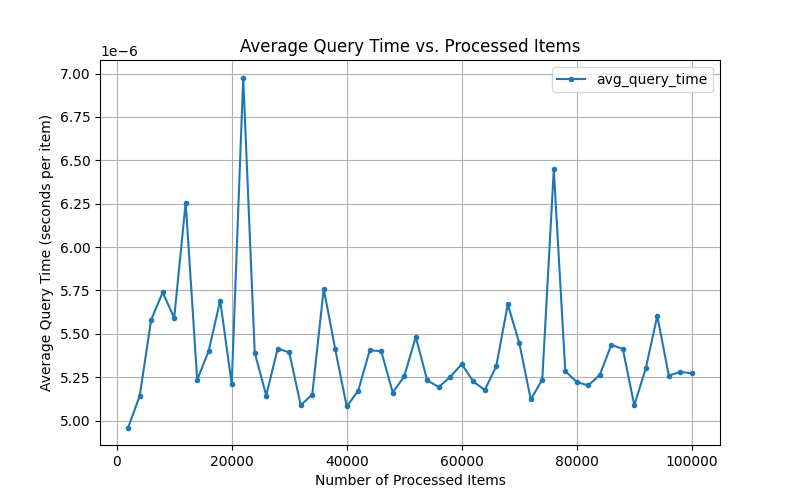 Average Query Time vs. Processed Items
1e−6
avg_query_time
7.00
6.75
6.50
6.25
6.00
5.75
5.50
5.25
5.00
Average Query Time (seconds per item)
0 20000 40000 60000 80000 100000
Number of Processed Items